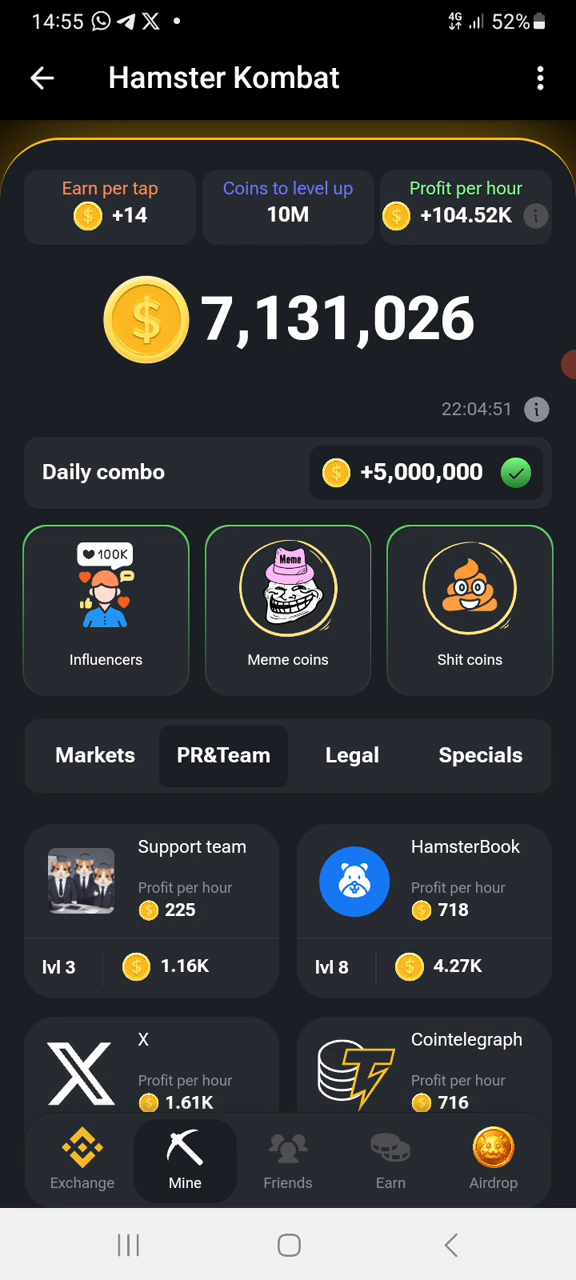 14:55
4G
52%
Hamster Kombat
Earn per tap
+14
Coins to level up
10M
Profit per hour
+104.52K
7,131,026
22:04:51
Daily combo
+5,000,000
100K
Influencers
Meme
Meme coins
Shit coins
Markets
PR&Team
Legal
Specials
Support team
Profit per hour
225
lvl 3
1.16K
HamsterBook
Profit per hour
718
lvl 8
4.27K
X
Profit per hour
1.61K
Cointelegraph
Profit per hour
716
Exchange
Mine
Friends
Earn
Airdrop